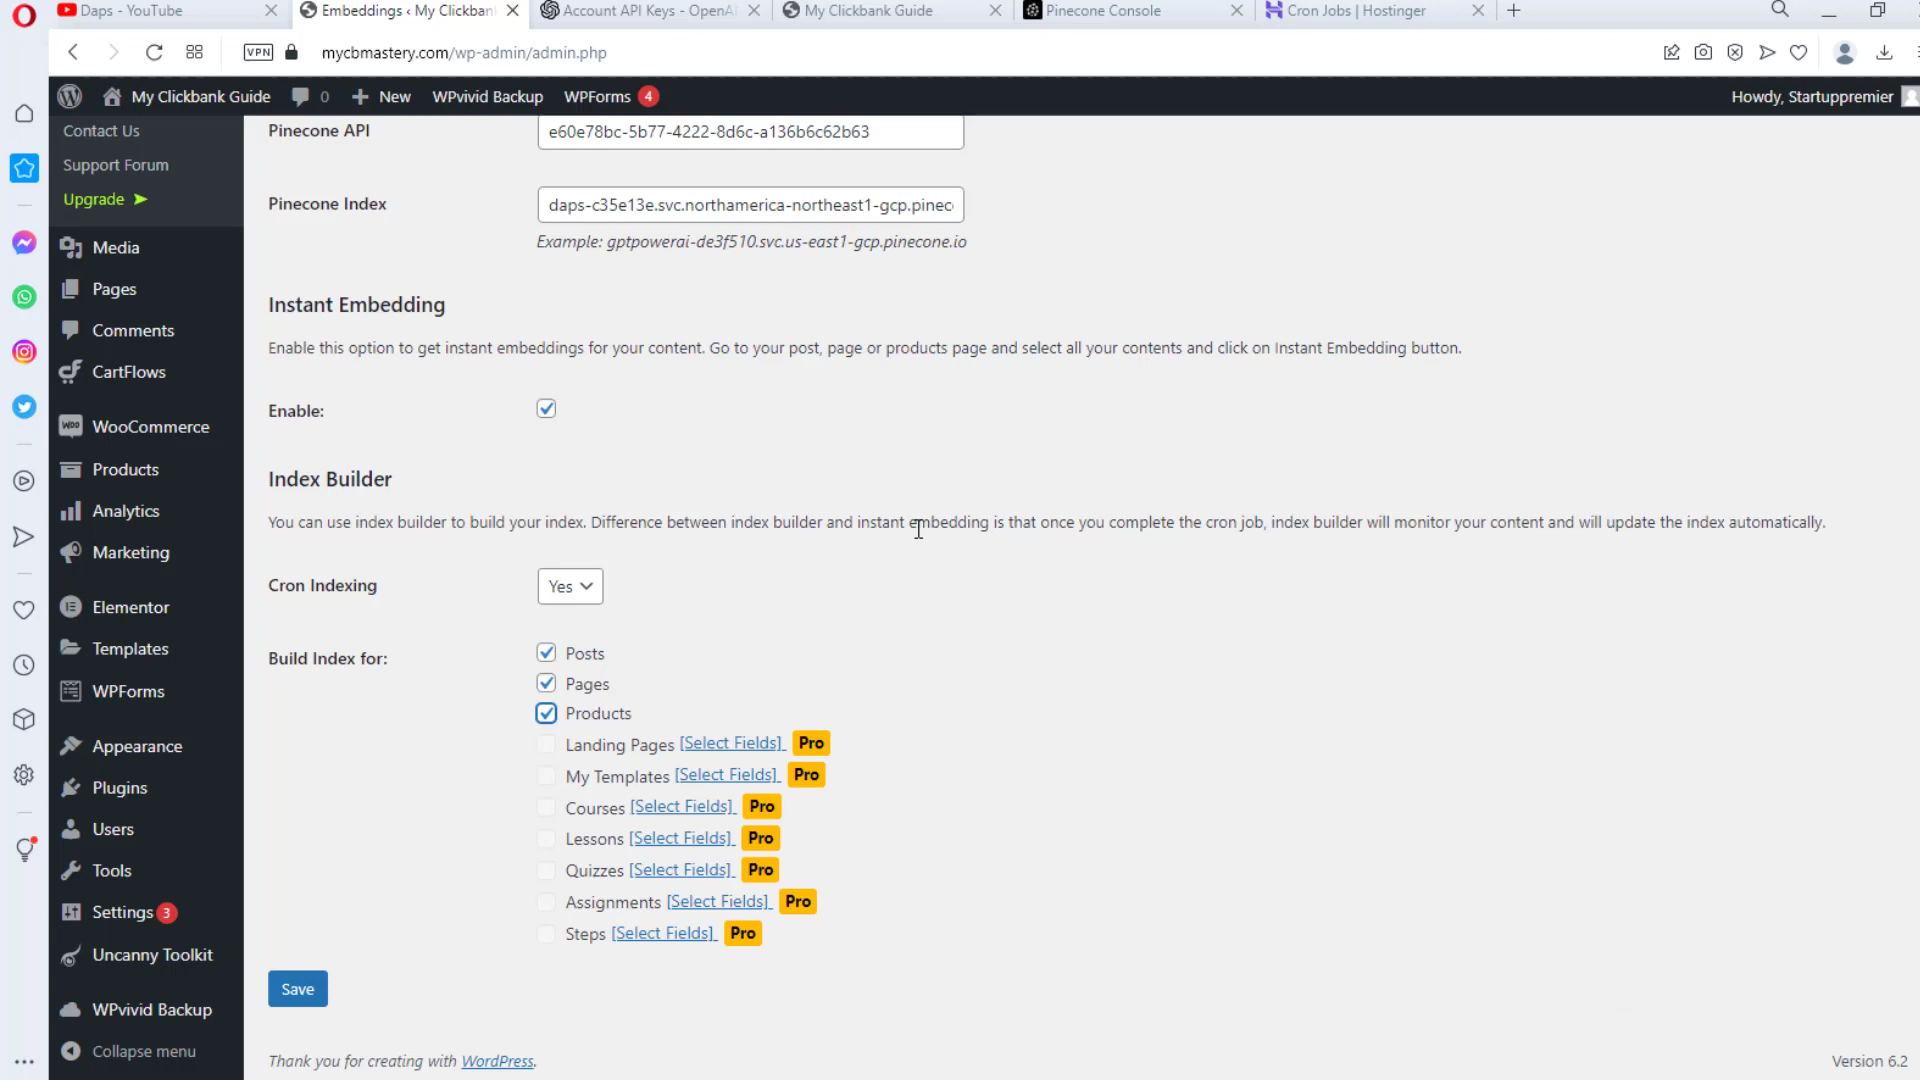 Daps - YouTube
Embeddings ‹ My Clickban
Account API Keys - OpenA
My Clickbank Guide
Pinecone Console
Cron Jobs | Hostinger
VPN
mycbmastery.com/wp-admin/admin.php
My Clickbank Guide
0
New
WPvivid Backup
WPForms 4
Howdy, Startuppremier
Contact Us
Support Forum
Upgrade ➤
Media
Pages
Comments
CartFlows
WooCommerce
Products
Analytics
Marketing
Elementor
Templates
WPForms
Appearance
Plugins
Users
Tools
Settings 3
Uncanny Toolkit
WPvivid Backup
Collapse menu
Pinecone API
e60e78bc-5b77-4222-8d6c-a136b6c62b63
Pinecone Index
daps-c35e13e.svc.northamerica-northeast1-gcp.pinec
Example: gptpowerai-de3f510.svc.us-east1-gcp.pinecone.io
Instant Embedding
Enable this option to get instant embeddings for your content. Go to your post, page or products page and select all your contents and click on Instant Embedding button.
Enable:
Index Builder
You can use index builder to build your index. Difference between index builder and instant embedding is that once you complete the cron job, index builder will monitor your content and will update the index automatically.
Cron Indexing
Yes
Build Index for:
Posts
Pages
Products
Landing Pages [Select Fields] Pro
My Templates [Select Fields] Pro
Courses [Select Fields] Pro
Lessons [Select Fields] Pro
Quizzes [Select Fields] Pro
Assignments [Select Fields] Pro
Steps [Select Fields] Pro
Save
Thank you for creating with WordPress.
Version 6.2